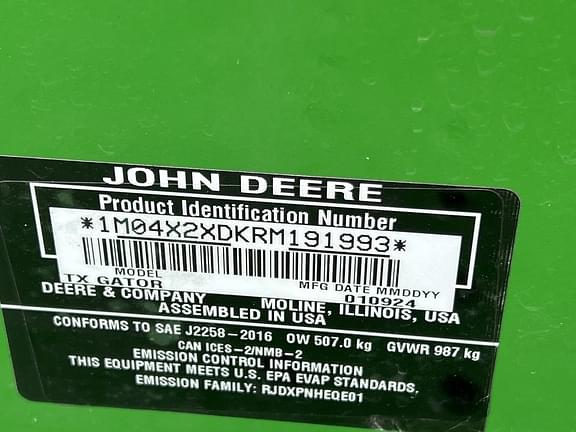 JOHN DEERE
Product Identification Number
*1M04X2XDKRM191993*
MODEL MFG DATE MMDDYY
TX GATOR 010924
DEERE & COMPANY MOLINE, ILLINOIS, USA
ASSEMBLED IN USA
CONFORMS TO SAE J2258-2016 OW 507.0 kg GVWR 987 kg
CAN ICES-2/NMB-2
EMISSION CONTROL INFORMATION
THIS EQUIPMENT MEETS U.S. EPA EVAP STANDARDS.
EMISSION FAMILY: RJDXPNHEQE01